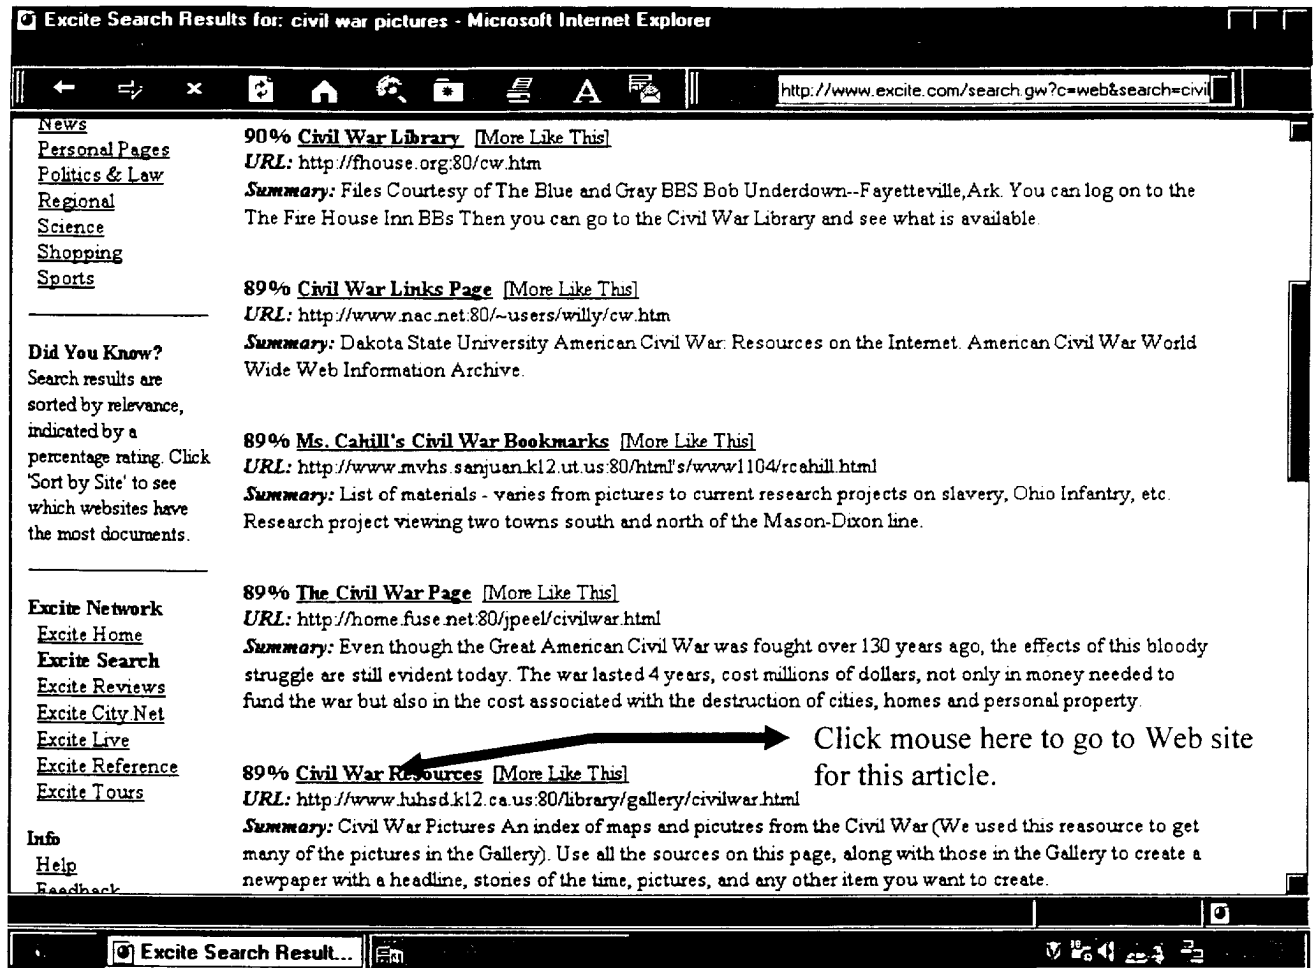 Excite Search Results for: civil war pictures - Microsoft Internet Explorer
A
http://www.excite.com/search.gw?c=web&search=civil
News
Personal Pages
Politics & Law
Regional
Science
Shopping
Sports
Did You Know?
Search results are
sorted by relevance,
indicated by a
percentage rating. Click
'Sort by Site' to see
which websites have
the most documents.
Excite Network
Excite Home
Excite Search
Excite Reviews
Excite City.Net
Excite Live
Excite Reference
Excite Tours
Info
Help
Feedback
90% Civil War Library [More Like This]
URL: http://fhouse.org:80/cw.htm
Summary: Files Courtesy of The Blue and Gray BBS Bob Underdown--Fayetteville,Ark. You can log on to the
The Fire House Inn BBs Then you can go to the Civil War Library and see what is available.
89% Civil War Links Page [More Like This]
URL: http://www.nac.net:80/~users/willy/cw.htm
Summary: Dakota State University American Civil War: Resources on the Internet. American Civil War World
Wide Web Information Archive.
89% Ms. Cahill's Civil War Bookmarks [More Like This]
URL: http://www.mvhs.sanjuan.k12.ut.us:80/html's/www1104/rcahill.html
Summary: List of materials - varies from pictures to current research projects on slavery, Ohio Infantry, etc.
Research project viewing two towns south and north of the Mason-Dixon line.
89% The Civil War Page [More Like This]
URL: http://home.fuse.net:80/jpeel/civilwar.html
Summary: Even though the Great American Civil War was fought over 130 years ago, the effects of this bloody
struggle are still evident today. The war lasted 4 years, cost millions of dollars, not only in money needed to
fund the war but also in the cost associated with the destruction of cities, homes and personal property.
Click mouse here to go to Web site
for this article.
89% Civil War Resources [More Like This]
URL: http://www.luhsd.k12.ca.us:80/library/gallery/civilwar.html
Summary: Civil War Pictures An index of maps and picutres from the Civil War (We used this reasource to get
many of the pictures in the Gallery). Use all the sources on this page, along with those in the Gallery to create a
newpaper with a headline, stories of the time, pictures, and any other item you want to create.
Excite Search Result...